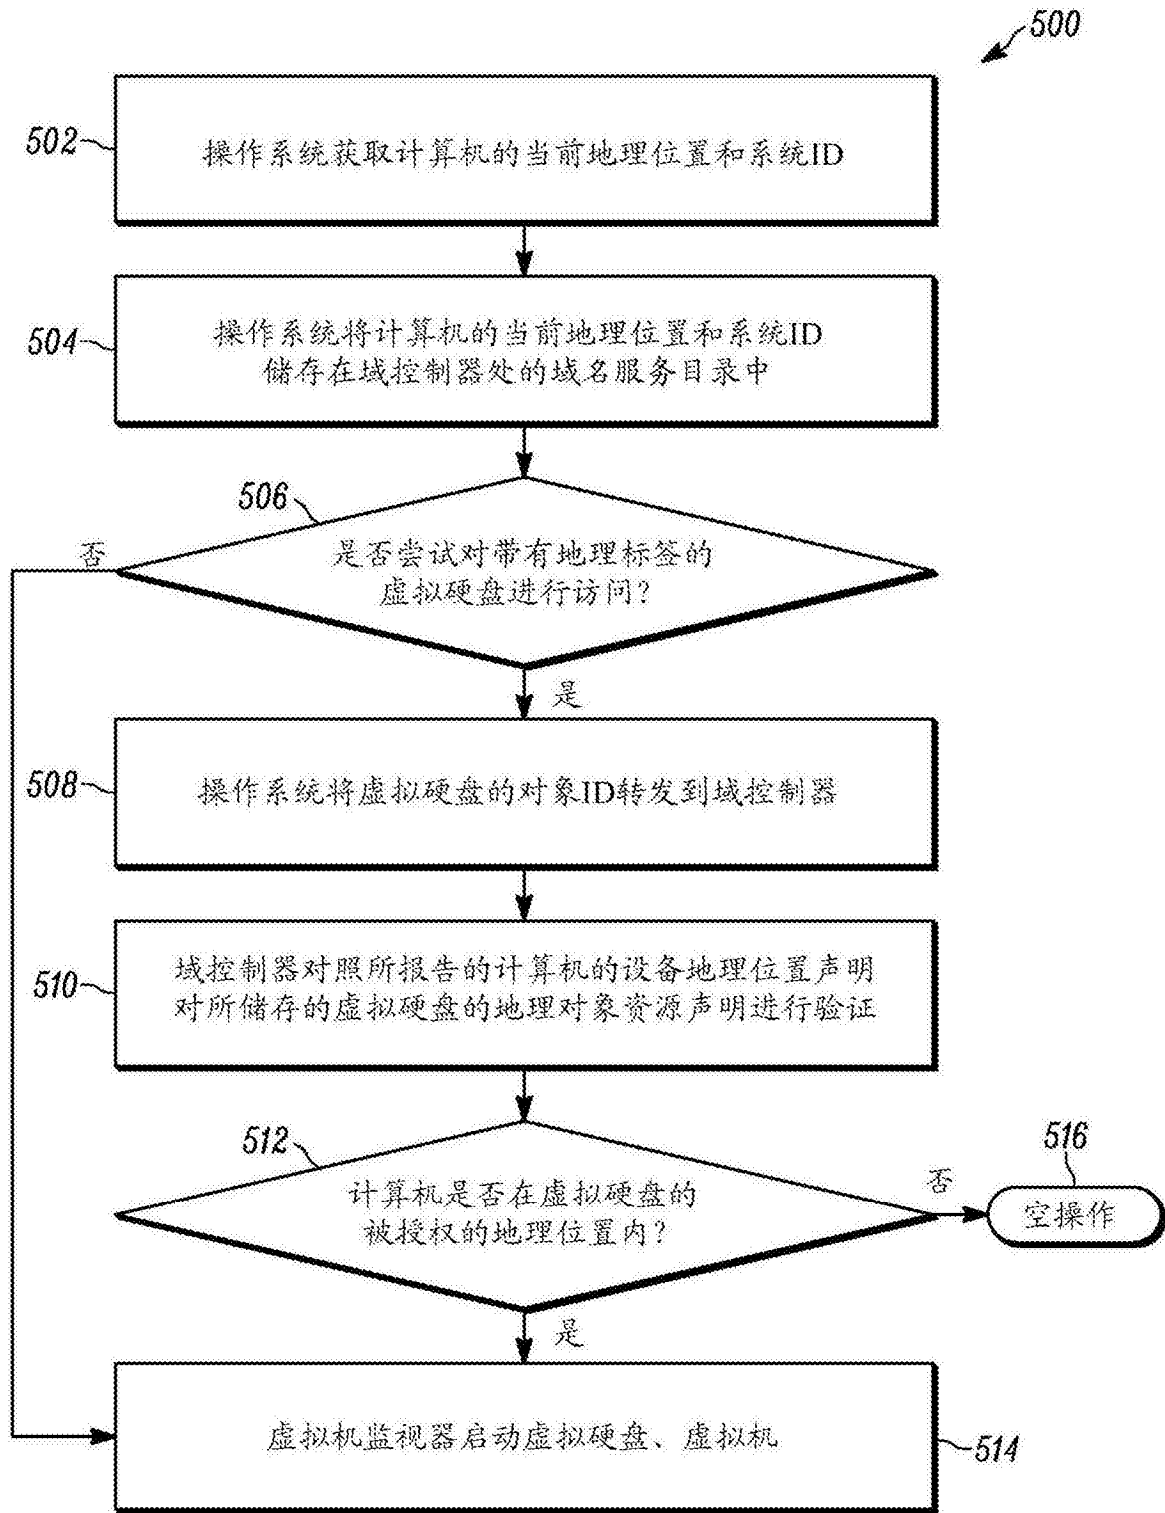 500
502
操作系统获取计算机的当前地理位置和系统ID
504
操作系统将计算机的当前地理位置和系统ID
储存在域控制器处的域名服务目录中
506
否
是否尝试对带有地理标签的
虚拟硬盘进行访问?
是
508
操作系统将虚拟硬盘的对象ID转发到域控制器
510
域控制器对照所报告的计算机的设备地理位置声明
对所储存的虚拟硬盘的地理对象资源声明进行验证
512
计算机是否在虚拟硬盘的
被授权的地理位置内?
否
516
空操作
是
虚拟机监视器启动虚拟硬盘、虚拟机
514